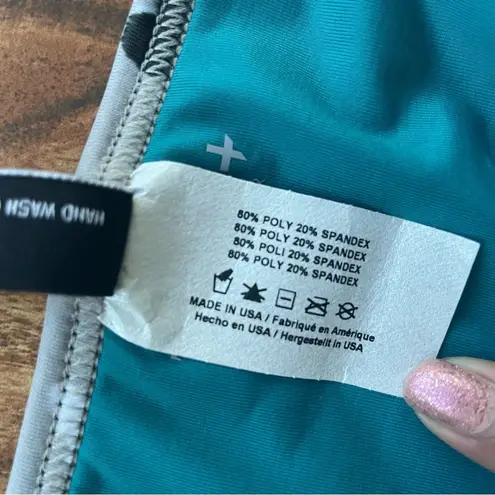 HAND WASH
80% POLY 20% SPANDEX
80% POLY 20% SPANDEX
80% POLI 20% SPANDEX
80% POLY 20% SPANDEX
MADE IN USA / Fabriqué en Amérique
Hecho en USA / Hergestellt in USA